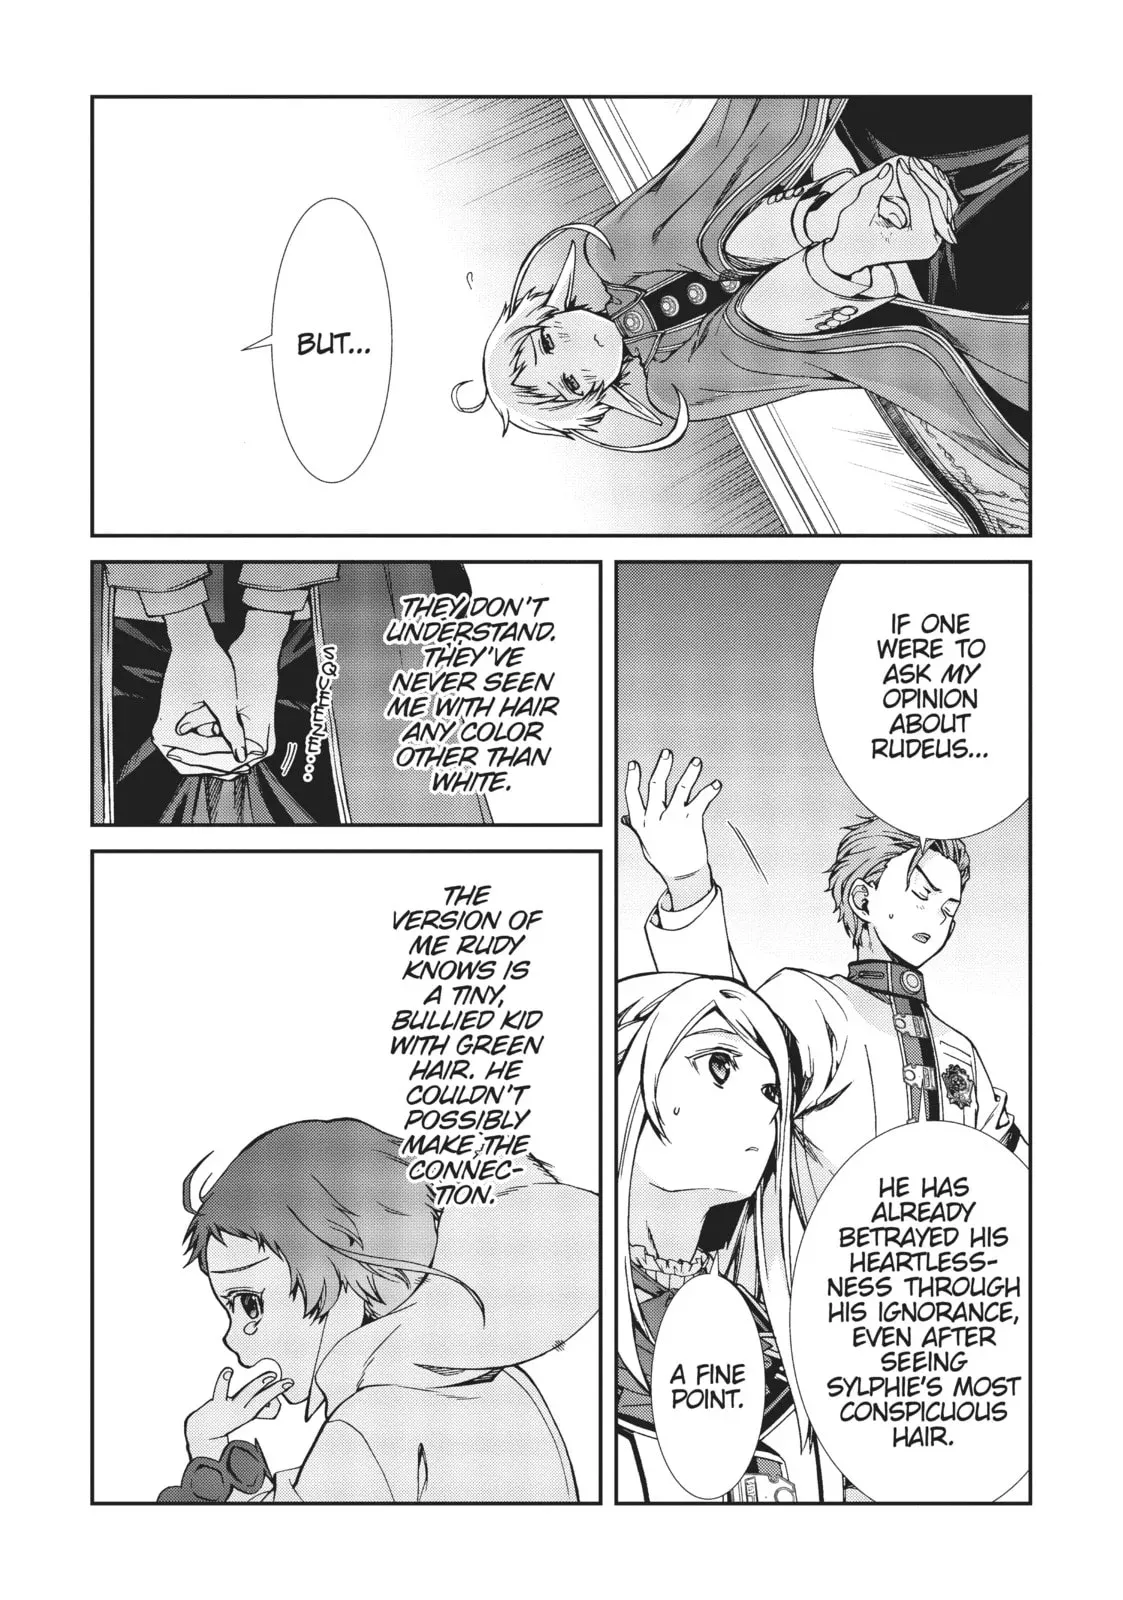 BUT...
IF ONE
WERE TO
ASK MY
OPINION
ABOUT
RUDEUS...
HE HAS
ALREADY
BETRAYED HIS
HEARTLESS-
NESS THROUGH
HIS IGNORANCE,
EVEN AFTER
SEEING
SYLPHIE'S MOST
CONSPICUOUS
HAIR.
A FINE
POINT.
THEY DON'T
UNDERSTAND.
THEY'VE
NEVER SEEN
ME WITH HAIR
ANY COLOR
OTHER THAN
WHITE.
SQUEEZE...
THE
VERSION OF
ME RUDY
KNOWS IS
A TINY,
BULLIED KID
WITH GREEN
HAIR. HE
COULDN'T
POSSIBLY
MAKE THE
CONNEC-
TION.